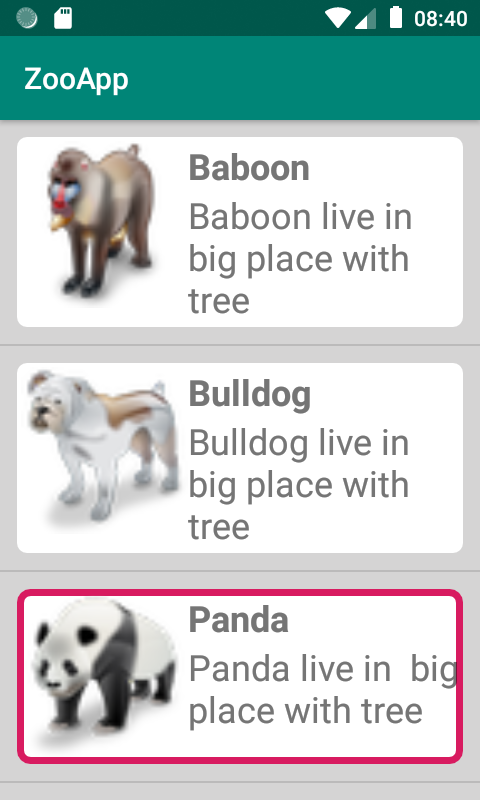 08:40
ZooApp
Baboon
Baboon live in
big place with
tree
Bulldog
Bulldog live in
big place with
tree
Panda
Panda live in  big
place with tree